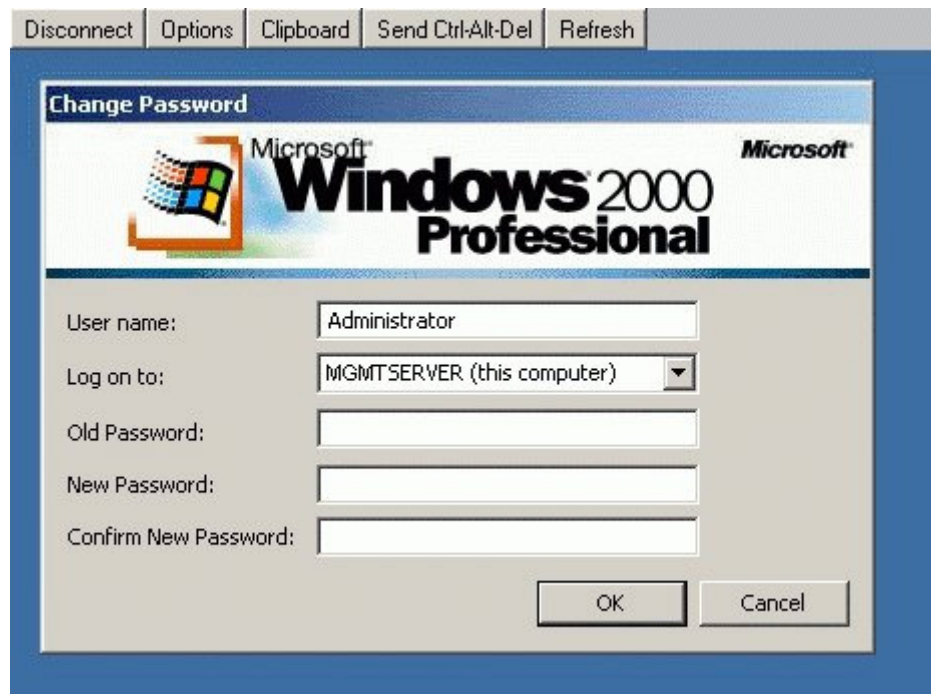 Disconnect Options Clipboard Send Ctrl-Alt-Del Refresh
Change Password
Microsoft
Microsoft
Windows 2000
Professional
User name: Administrator
Log on to: MGMTSERVER (this computer)
Old Password:
New Password:
Confirm New Password:
OK Cancel